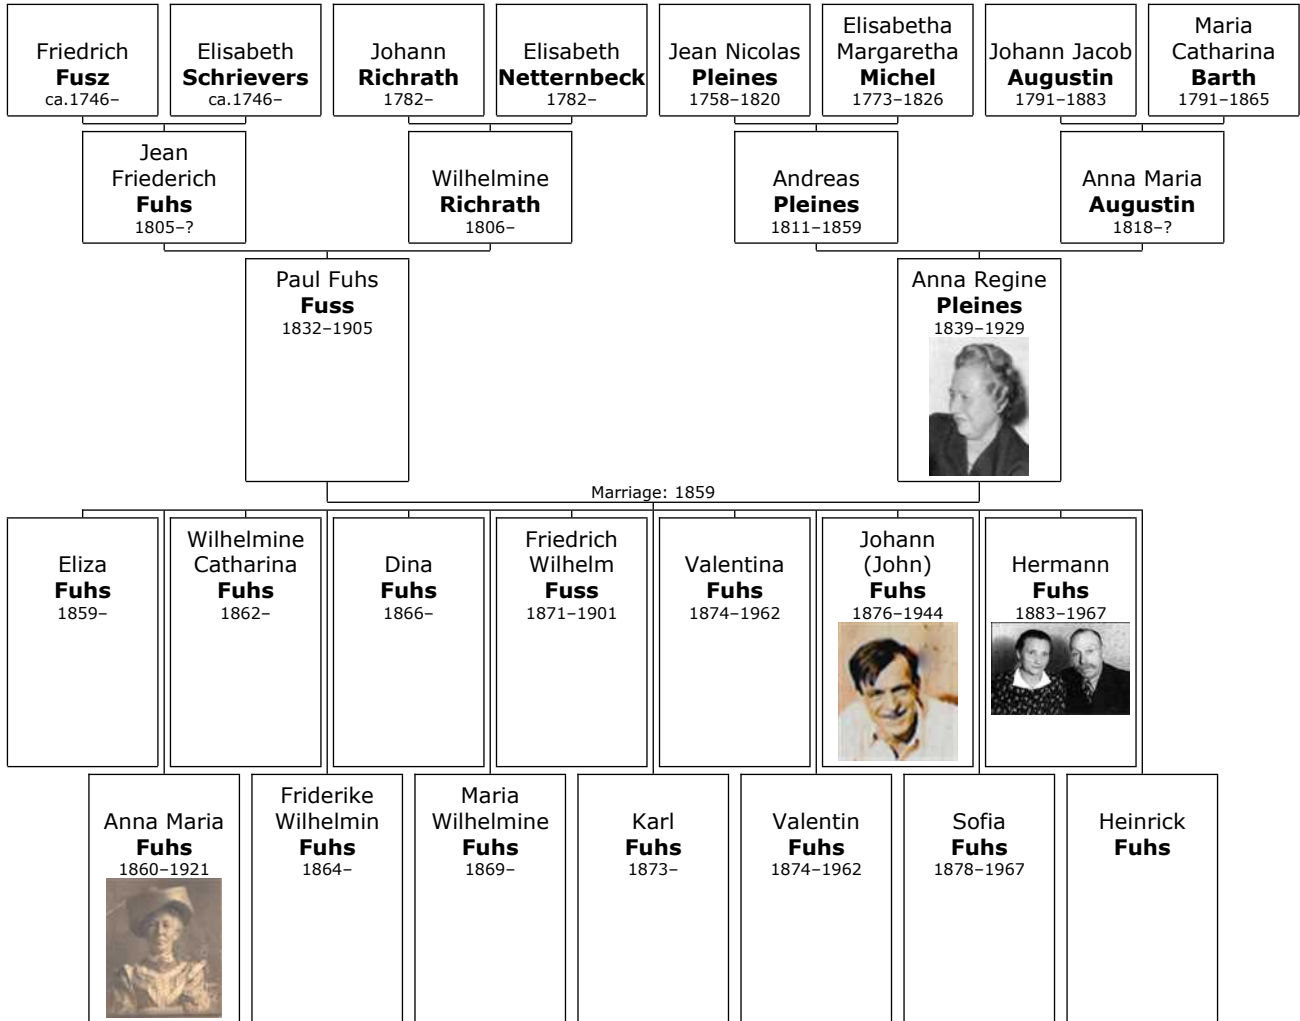 Friedrich
Fusz
ca.1746–
Elisabeth
Schrievers
ca.1746–
Johann
Richrath
1782–
Elisabeth
Netternbeck
1782–
Jean Nicolas
Pleines
1758–1820
Elisabetha
Margaretha
Michel
1773–1826
Johann Jacob
Augustin
1791–1883
Maria
Catharina
Barth
1791–1865
Jean
Friederich
Fuhs
1805–?
Wilhelmine
Richrath
1806–
Andreas
Pleines
1811–1859
Anna Maria
Augustin
1818–?
Paul Fuhs
Fuss
1832–1905
Anna Regine
Pleines
1839–1929
Marriage: 1859
Eliza
Fuhs
1859–
Wilhelmine
Catharina
Fuhs
1862–
Dina
Fuhs
1866–
Friedrich
Wilhelm
Fuss
1871–1901
Valentina
Fuhs
1874–1962
Johann
(John)
Fuhs
1876–1944
Hermann
Fuhs
1883–1967
Anna Maria
Fuhs
1860–1921
Friderike
Wilhelmin
Fuhs
1864–
Maria
Wilhelmine
Fuhs
1869–
Karl
Fuhs
1873–
Valentin
Fuhs
1874–1962
Sofia
Fuhs
1878–1967
Heinrick
Fuhs